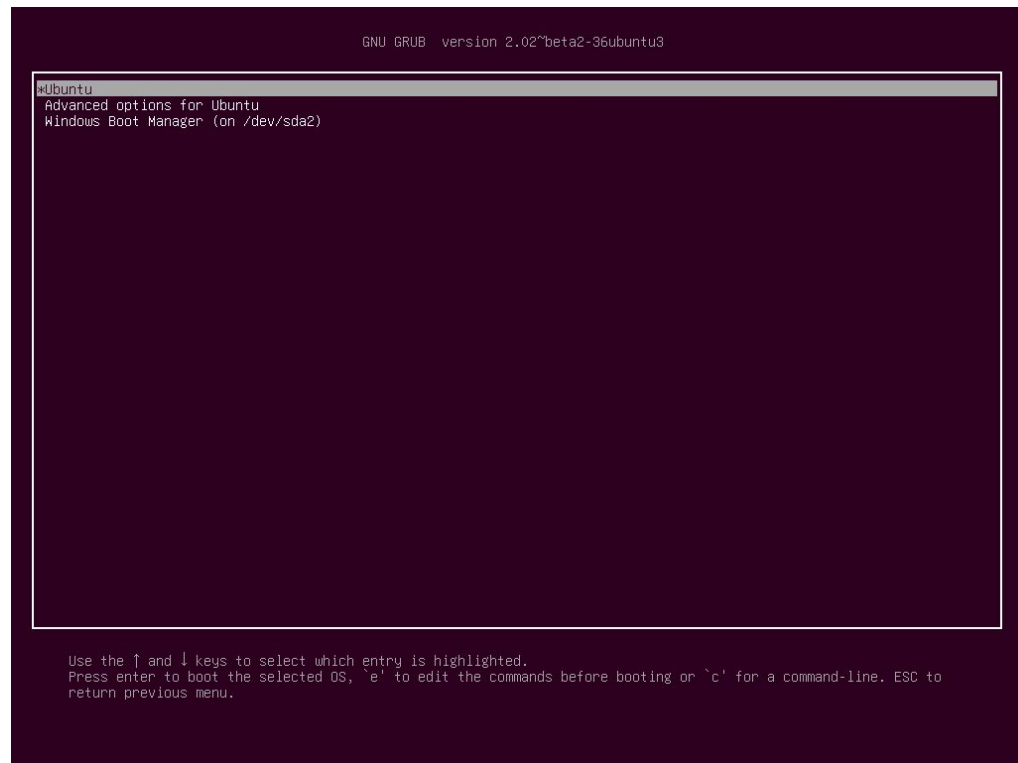 GNU GRUB  version 2.02~beta2-36ubuntu3
*Ubuntu
Advanced options for Ubuntu
Windows Boot Manager (on /dev/sda2)
Use the ↑ and ↓ keys to select which entry is highlighted.
Press enter to boot the selected OS, `e' to edit the commands before booting or `c' for a command-line. ESC to
return previous menu.